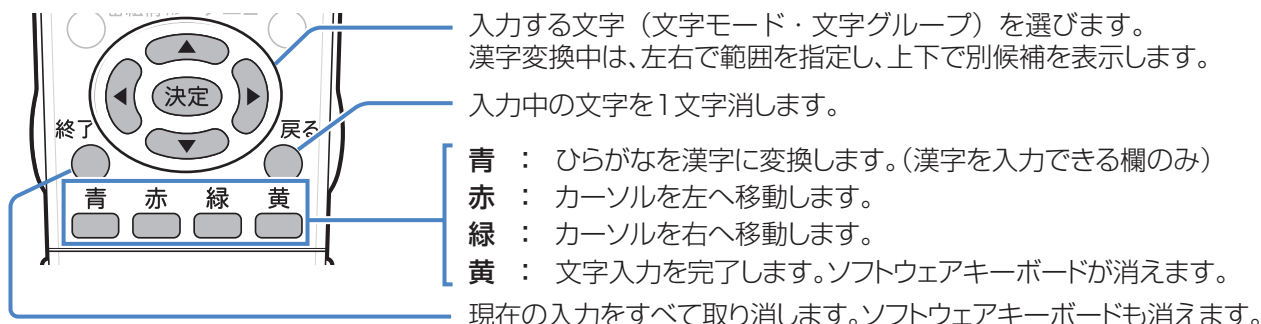 入力する文字（文字モード・文字グループ）を選びます。
漢字変換中は、左右で範囲を指定し、上下で別候補を表示します。
決定
入力中の文字を1文字消します。
終了
戻る
青 赤 緑 黄
青 ： ひらがなを漢字に変換します。（漢字を入力できる欄のみ）
赤 ： カーソルを左へ移動します。
緑 ： カーソルを右へ移動します。
黄 ： 文字入力を完了します。ソフトウェアキーボードが消えます。
現在の入力をすべて取り消します。ソフトウェアキーボードも消えます。